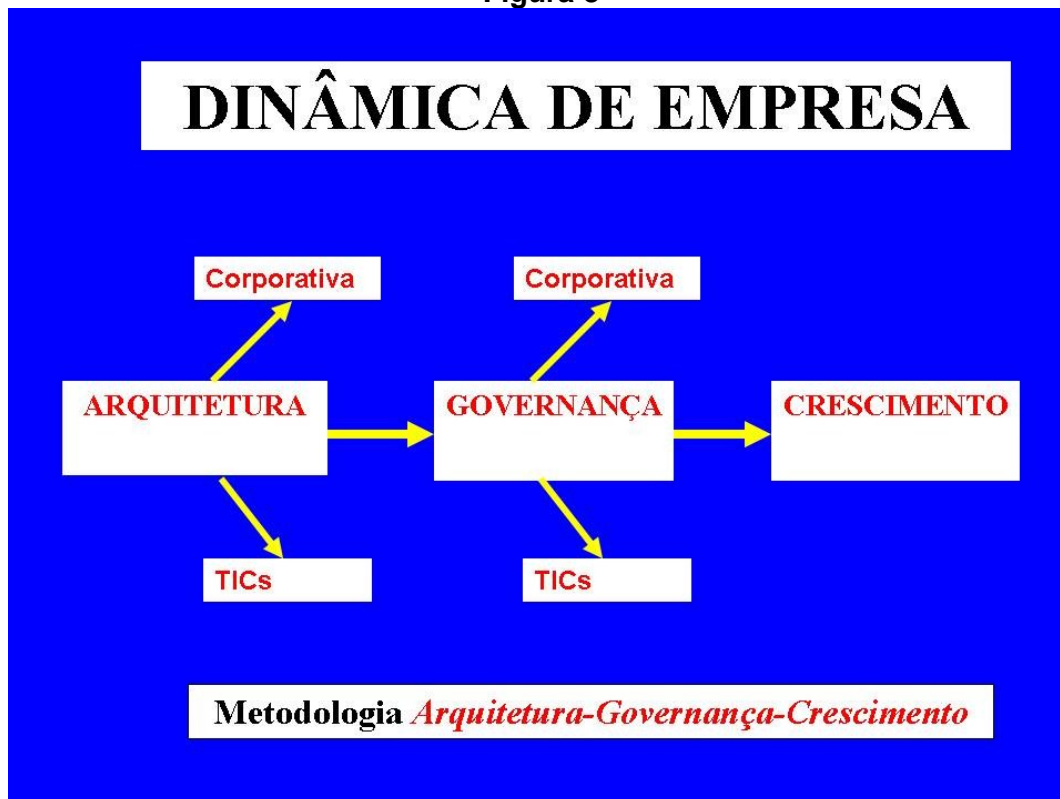 DINÂMICA DE EMPRESA
Corporativa
Corporativa
ARQUITETURA
GOVERNANÇA
CRESCIMENTO
TICs
TICs
Metodologia Arquitetura-Governança-Crescimento